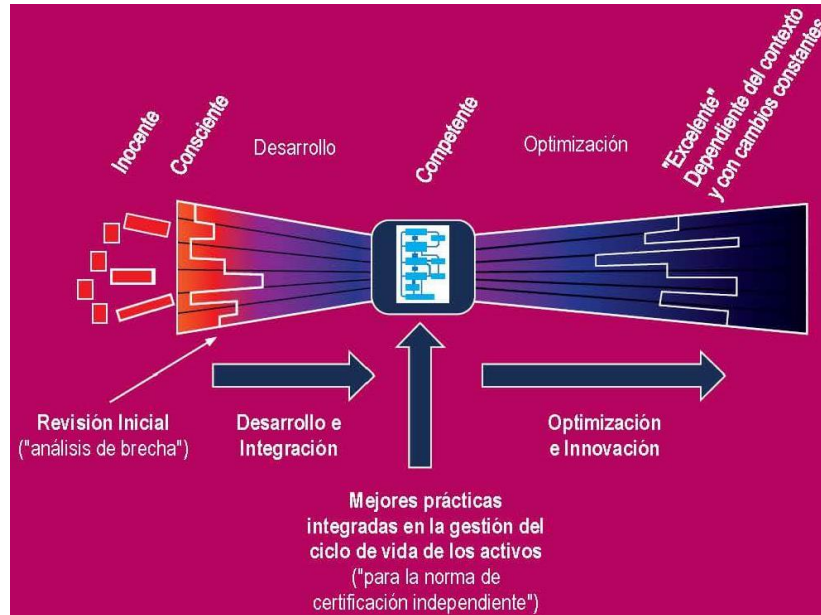 Inocente
Consciente
Desarrollo
Competente
Optimización
"Excelente"
Dependiente del contexto
y con cambios constantes
Revisión Inicial
("análisis de brecha")
Desarrollo e
Integración
Optimización
e Innovación
Mejores prácticas
integradas en la gestión del
ciclo de vida de los activos
("para la norma de
certificación independiente")